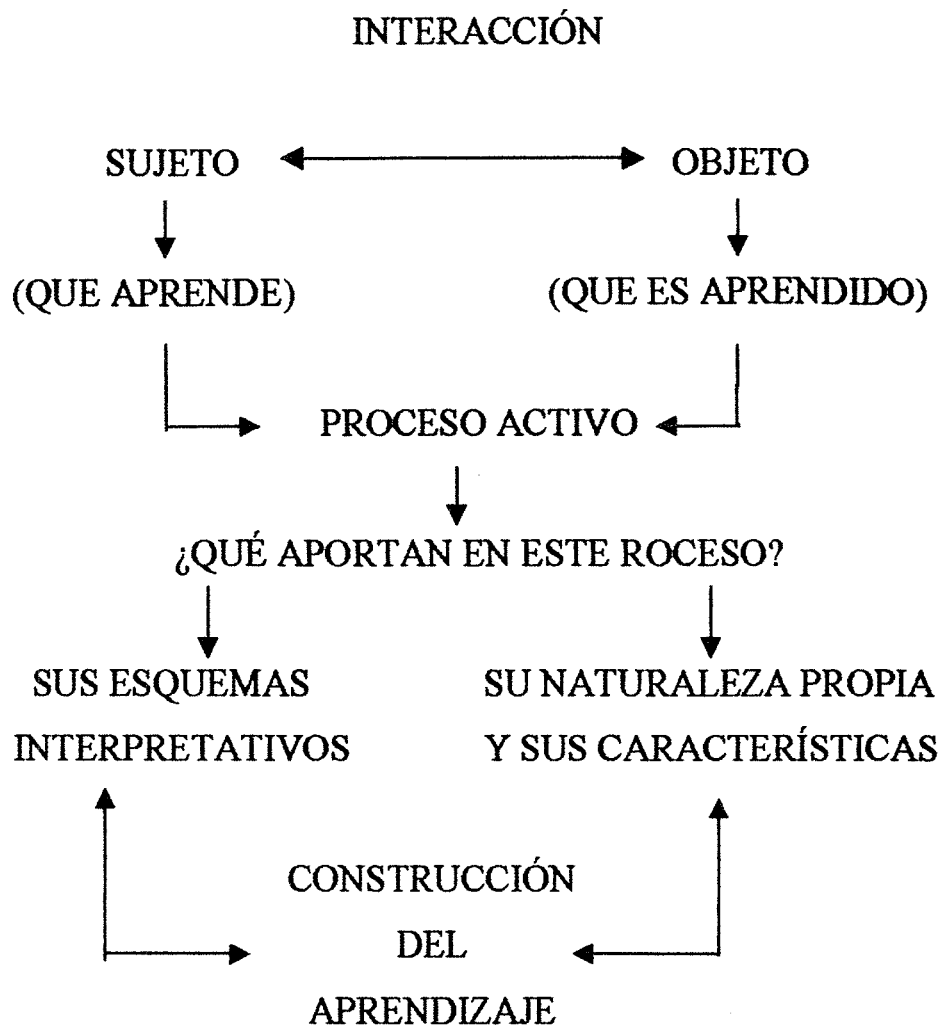 INTERACCIÓN
SUJETO OBJETO
(QUE APRENDE) (QUE ES APRENDIDO)
PROCESO ACTIVO
¿QUÉ APORTAN EN ESTE ROCESO?
SUS ESQUEMAS
INTERPRETATIVOS
SU NATURALEZA PROPIA
Y SUS CARACTERÍSTICAS
CONSTRUCCIÓN
DEL
APRENDIZAJE